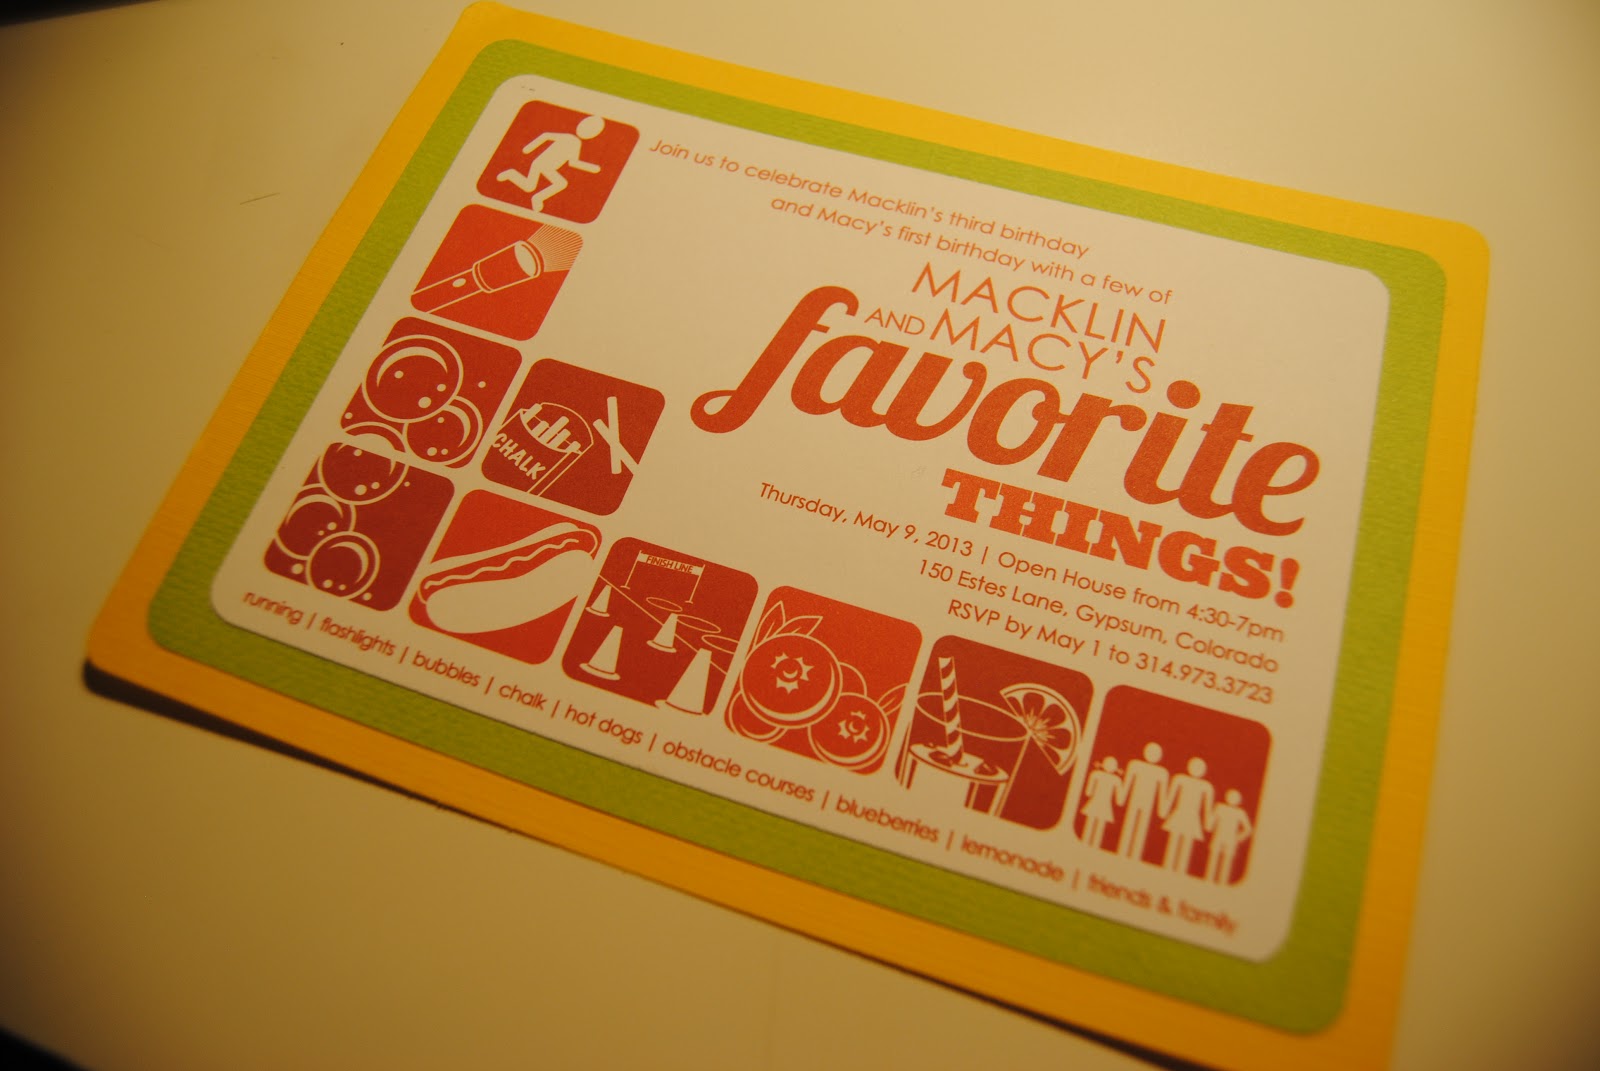 Join us to celebrate Macklin's third birthday
and Macy's first birthday with a few of
MACKLIN
AND MACY'S
favorite
THINGS!
Thursday, May 9, 2013 | Open House from 4:30-7pm
150 Estes Lane, Gypsum, Colorado
RSVP by May 1 to 314.973.3723
CHALK
FINISH LINE
running | flashlights | bubbles | chalk | hot dogs | obstacle courses | blueberries | lemonade | friends & family